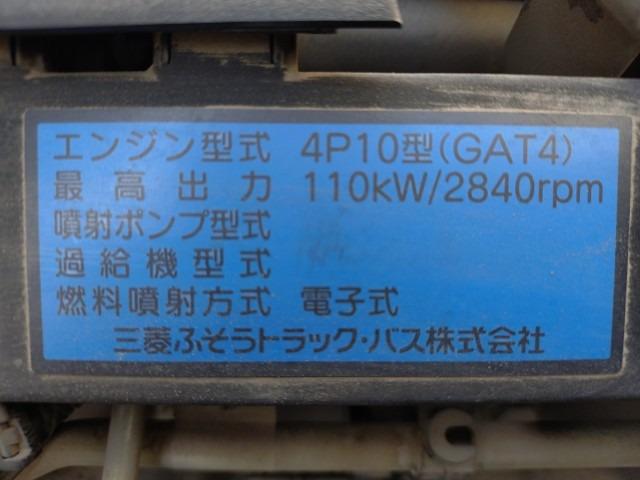 エンジン型式 4P10型(GAT4)
最高出力 110kW/2840rpm
噴射ポンプ型式
過給機型式
燃料噴射方式 電子式
三菱ふそうトラック・バス株式会社